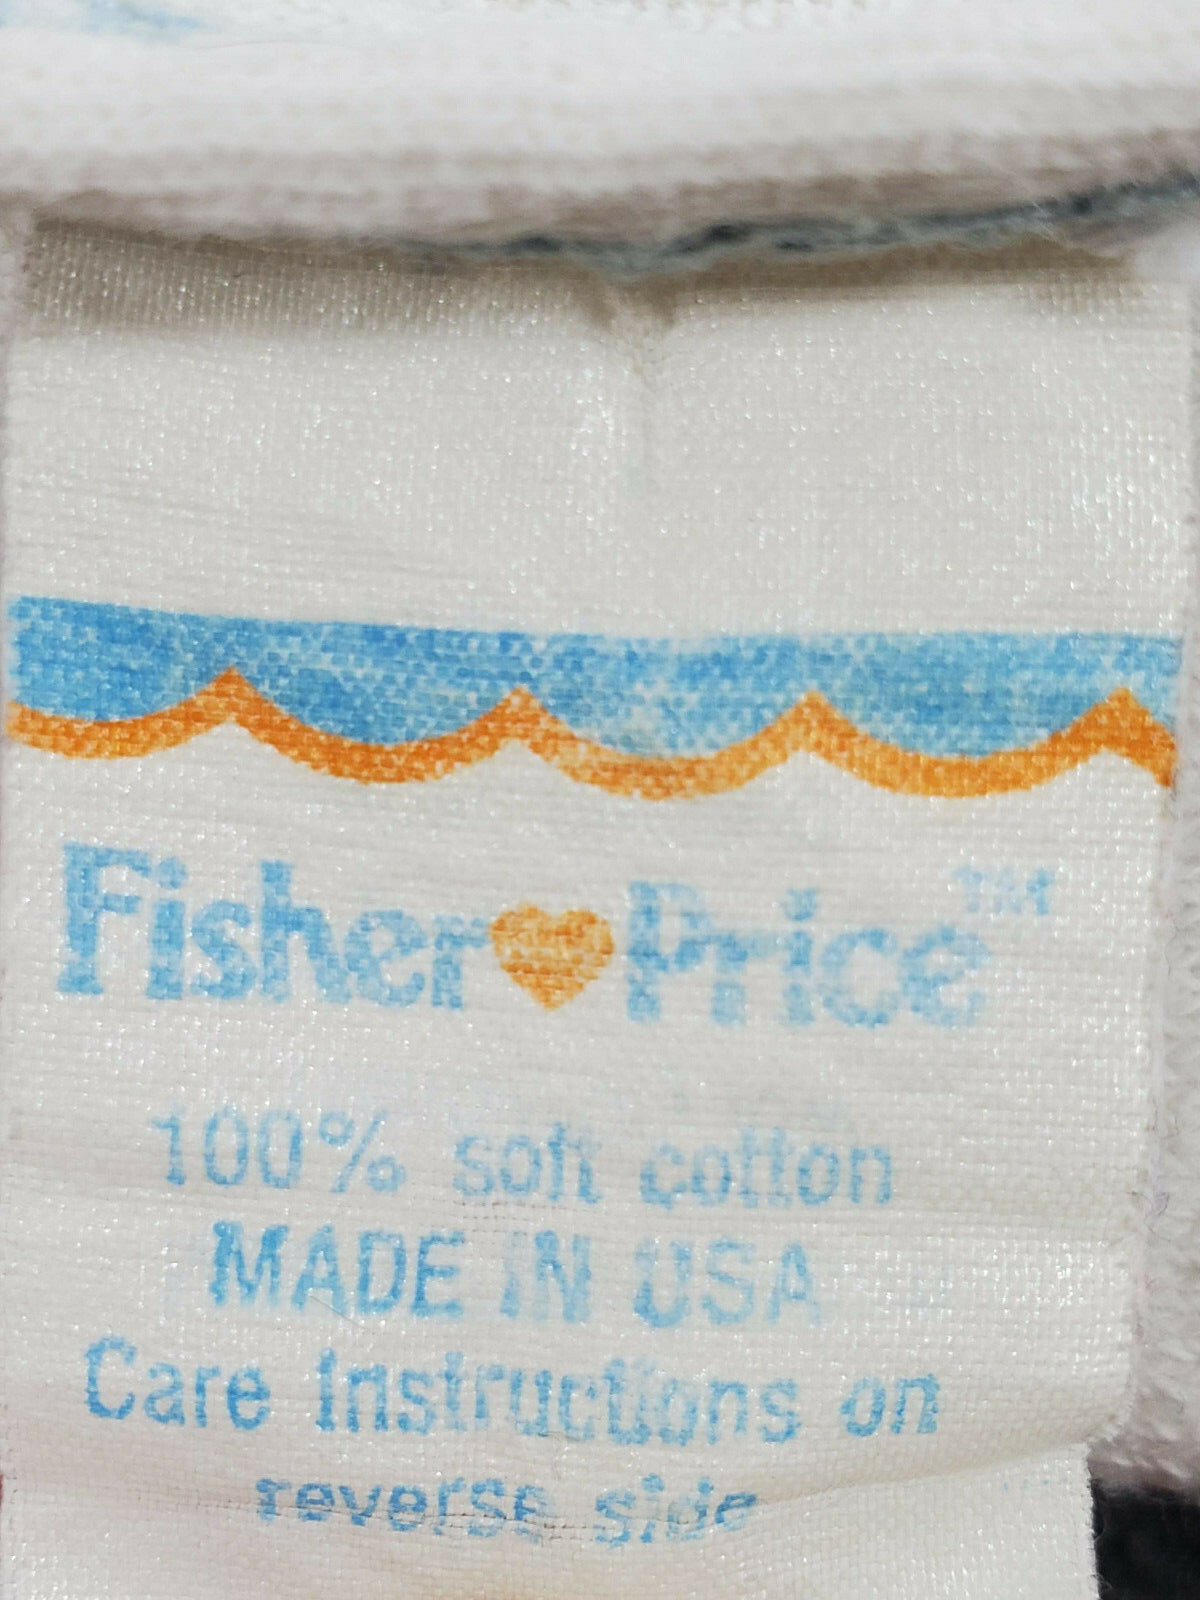 Fisher Price™
100% soft cotton
MADE IN USA
Care Instructions on
reverse side